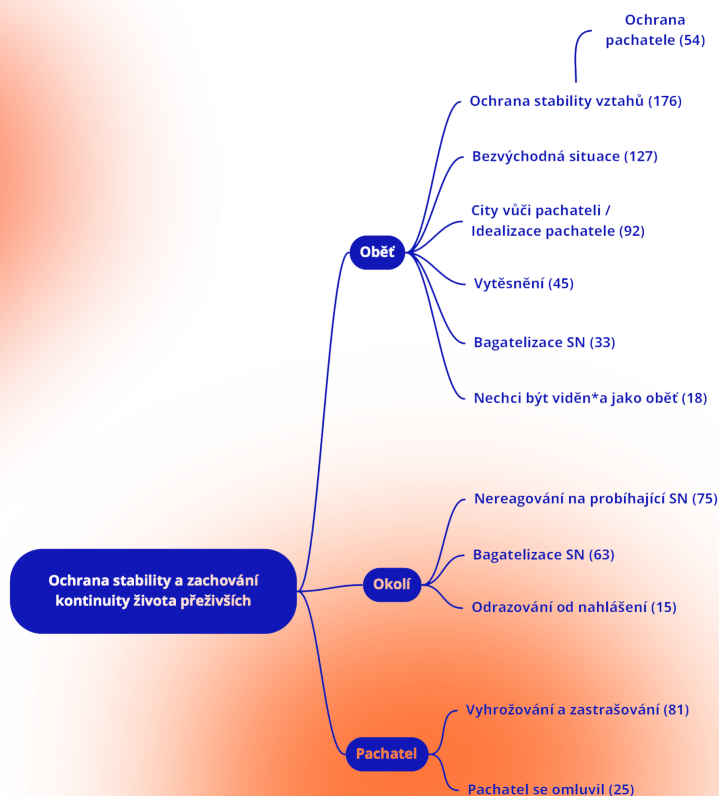 Ochrana
pachatele (54)
Ochrana stability vztahů (176)
Bezvýchodná situace (127)
City vůči pachateli /
Idealizace pachatele (92)
Oběť
Vytěsnění (45)
Bagatelizace SN (33)
Nechci být viděn*a jako oběť (18)
Nereagování na probíhající SN (75)
Bagatelizace SN (63)
Ochrana stability a zachování
kontinuity života přeživších
Okolí
Odrazování od nahlášení (15)
Vyhrožování a zastrašování (81)
Pachatel
Pachatel se omluvil (25)